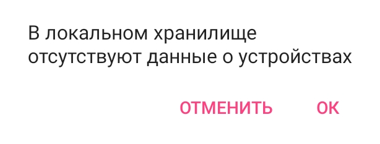 В локальном хранилище
отсутствуют данные о устройствах
ОТМЕНИТЬ ОК